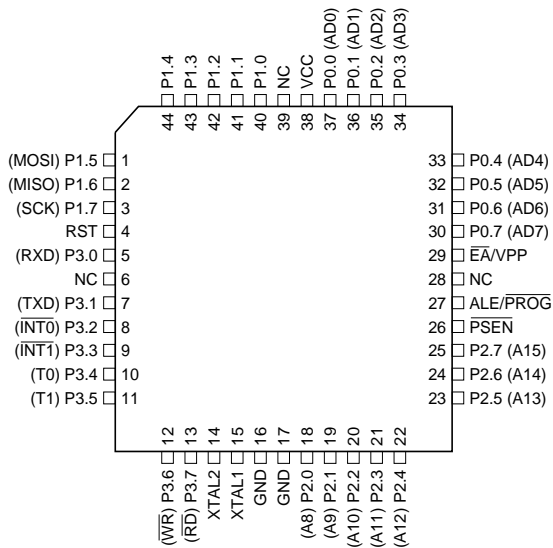 P1.4
P1.3
P1.2
P1.1
P1.0
NC
VCC
P0.0 (AD0)
P0.1 (AD1)
P0.2 (AD2)
P0.3 (AD3)
44
43
42
41
40
39
38
37
36
35
34
(MOSI) P1.5 1
(MISO) P1.6 2
(SCK) P1.7 3
RST 4
(RXD) P3.0 5
NC 6
(TXD) P3.1 7
(INT0) P3.2 8
(INT1) P3.3 9
(T0) P3.4 10
(T1) P3.5 11
33 P0.4 (AD4)
32 P0.5 (AD5)
31 P0.6 (AD6)
30 P0.7 (AD7)
29 EA/VPP
28 NC
27 ALE/PROG
26 PSEN
25 P2.7 (A15)
24 P2.6 (A14)
23 P2.5 (A13)
12
13
14
15
16
17
18
19
20
21
22
(WR) P3.6
(RD) P3.7
XTAL2
XTAL1
GND
GND
(A8) P2.0
(A9) P2.1
(A10) P2.2
(A11) P2.3
(A12) P2.4